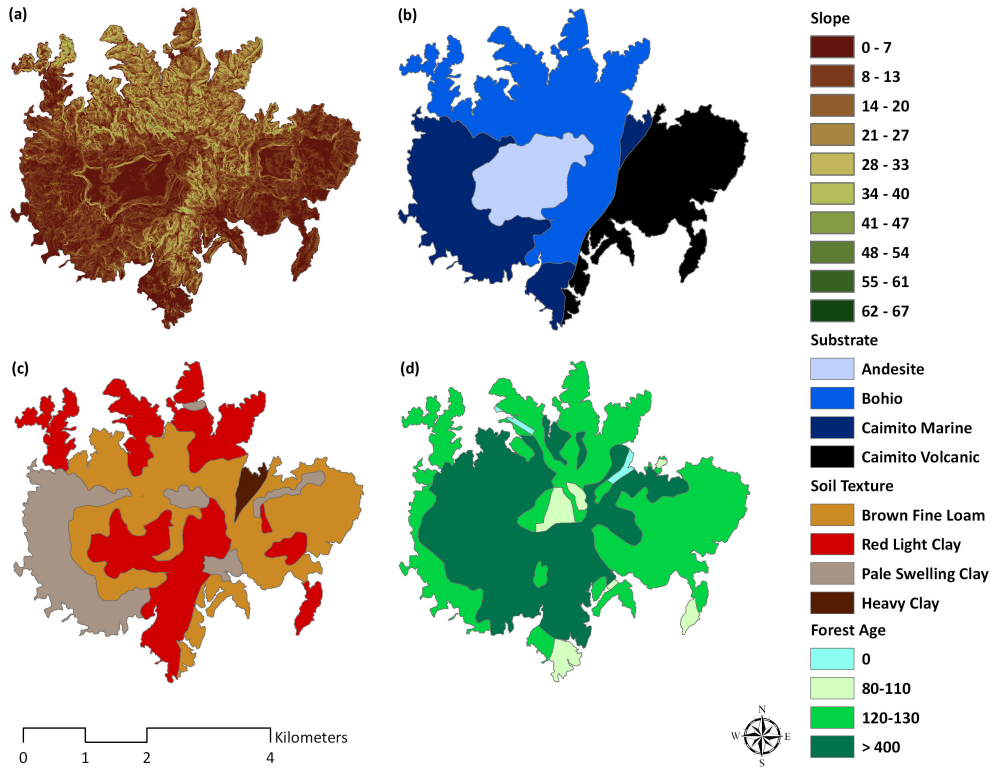 (a)
(b)
Slope
0 - 7
8 - 13
14 - 20
21 - 27
28 - 33
34 - 40
41 - 47
48 - 54
55 - 61
62 - 67
Substrate
Andesite
Bohio
Caimito Marine
Caimito Volcanic
(c)
(d)
Soil Texture
Brown Fine Loam
Red Light Clay
Pale Swelling Clay
Heavy Clay
Forest Age
0
80-110
120-130
> 400
Kilometers
0 1 2 4
N
W E
S